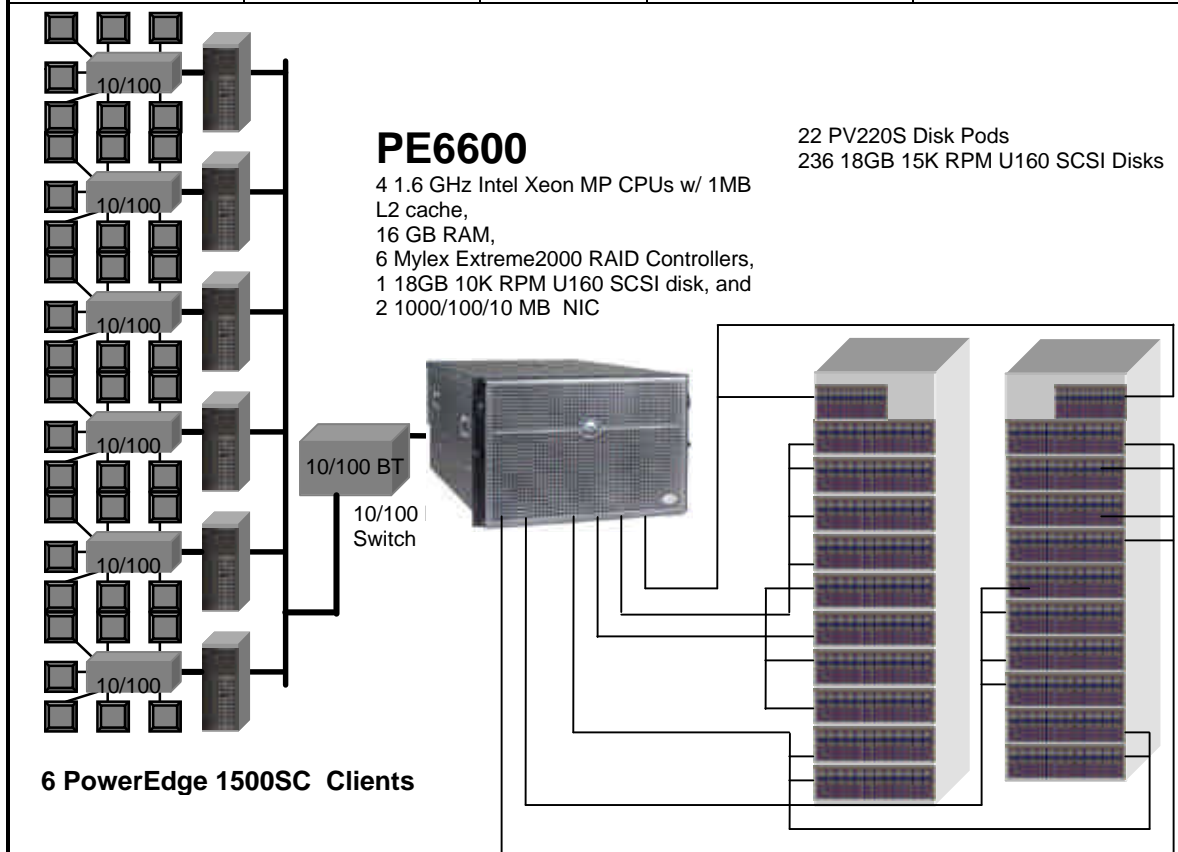 10/100
10/100
10/100
10/100
10/100
10/100
PE6600
4 1.6 GHz Intel Xeon MP CPUs w/ 1MB
L2 cache,
16 GB RAM,
6 Mylex Extreme2000 RAID Controllers,
1 18GB 10K RPM U160 SCSI disk, and
2 1000/100/10 MB NIC
22 PV220S Disk Pods
236 18GB 15K RPM U160 SCSI Disks
10/100 BT
10/100
Switch
6 PowerEdge 1500SC Clients